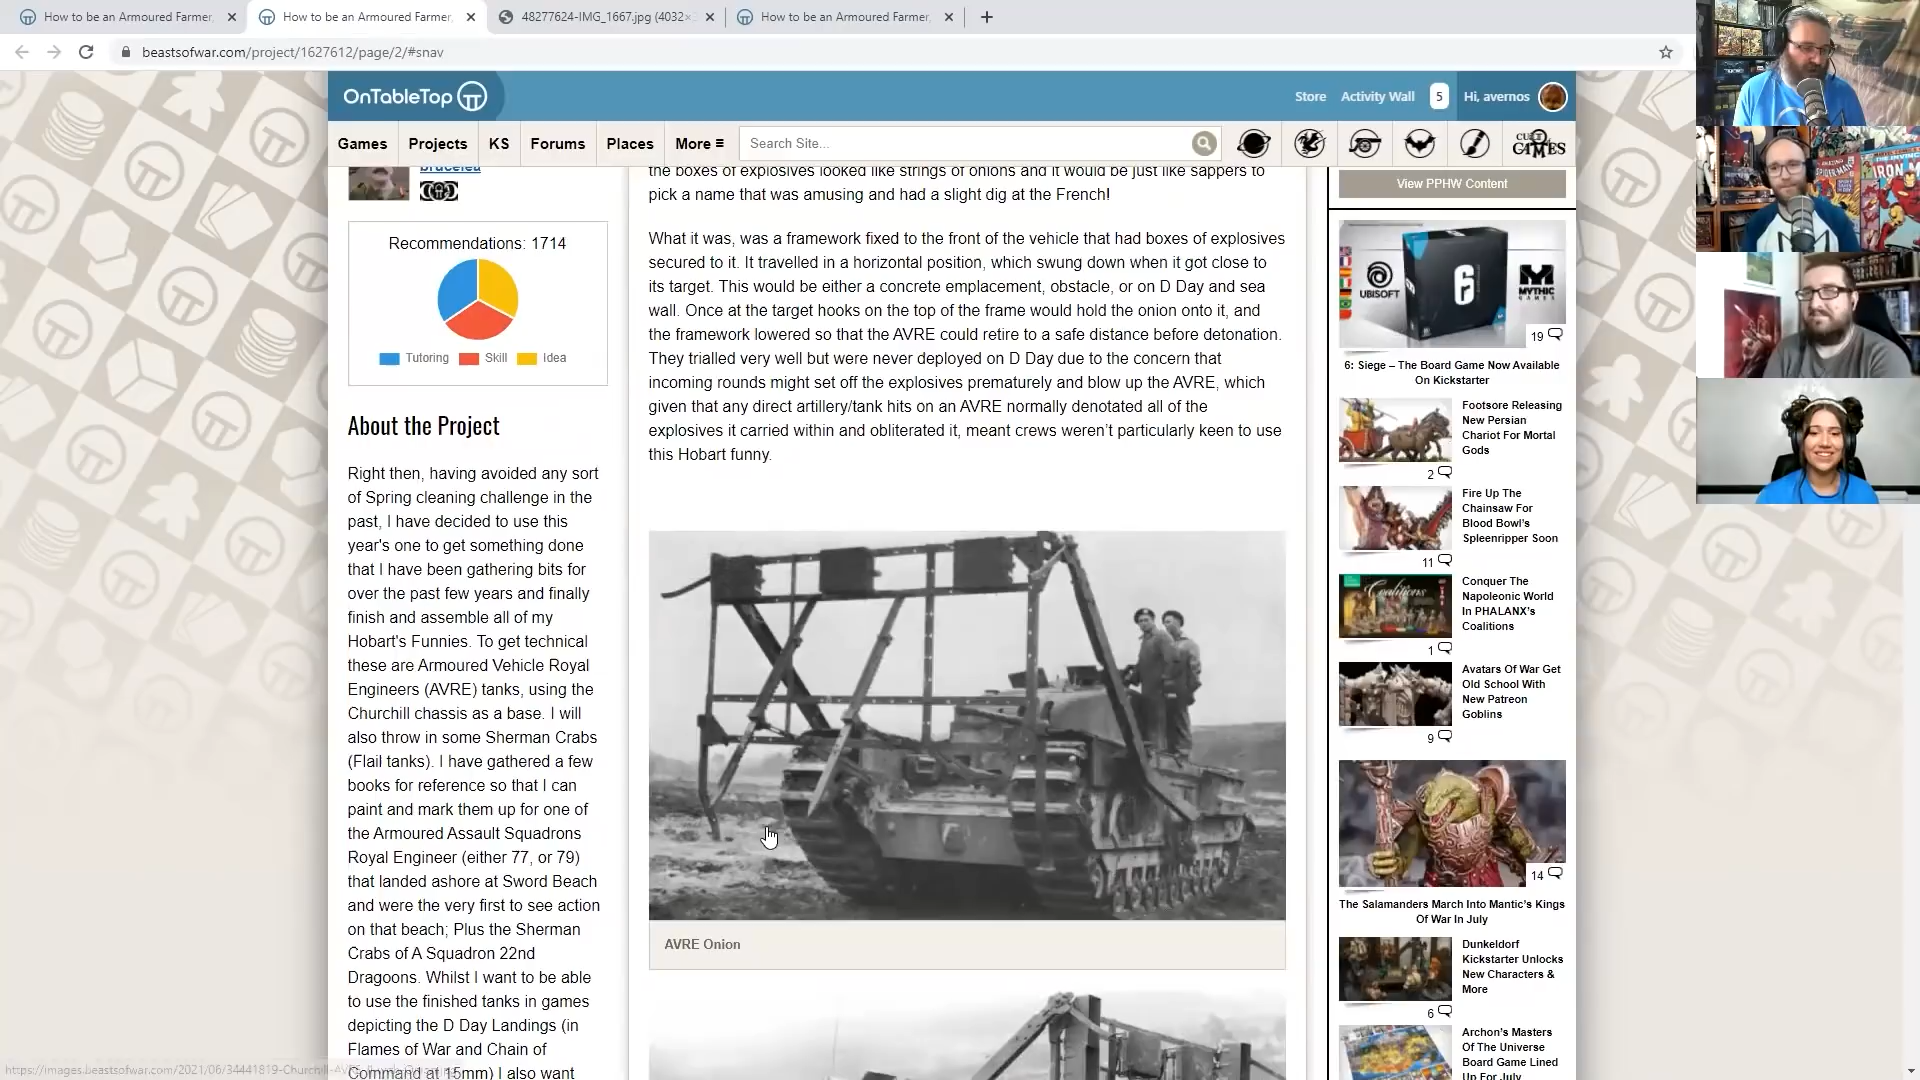 How to be an Armoured Farmer
How to be an Armoured Farmer
48277624-IMG_1667.jpg (4032×
How to be an Armoured Farmer
beastsofwar.com/project/1627612/page/2/#snav
OnTableTop
Store
Activity Wall
5
Hi, avernos
Games
Projects
KS
Forums
Places
More ≡
Search Site...
CULT OF GAMES
brucelea
Recommendations: 1714
Tutoring
Skill
Idea
About the Project
Right then, having avoided any sort
of Spring cleaning challenge in the
past, I have decided to use this
year's one to get something done
that I have been gathering bits for
over the past few years and finally
finish and assemble all of my
Hobart's Funnies. To get technical
these are Armoured Vehicle Royal
Engineers (AVRE) tanks, using the
Churchill chassis as a base. I will
also throw in some Sherman Crabs
(Flail tanks). I have gathered a few
books for reference so that I can
paint and mark them up for one of
the Armoured Assault Squadrons
Royal Engineer (either 77, or 79)
that landed ashore at Sword Beach
and were the very first to see action
on that beach; Plus the Sherman
Crabs of A Squadron 22nd
Dragoons. Whilst I want to be able
to use the finished tanks in games
depicting the D Day Landings (in
Flames of War and Chain of
Command at 15mm) I also want
the boxes of explosives looked like strings of onions and it would be just like sappers to
pick a name that was amusing and had a slight dig at the French!
What it was, was a framework fixed to the front of the vehicle that had boxes of explosives
secured to it. It travelled in a horizontal position, which swung down when it got close to
its target. This would be either a concrete emplacement, obstacle, or on D Day and sea
wall. Once at the target hooks on the top of the frame would hold the onion onto it, and
the framework lowered so that the AVRE could retire to a safe distance before detonation.
They trialled very well but were never deployed on D Day due to the concern that
incoming rounds might set off the explosives prematurely and blow up the AVRE, which
given that any direct artillery/tank hits on an AVRE normally denotated all of the
explosives it carried within and obliterated it, meant crews weren't particularly keen to use
this Hobart funny.
AVRE Onion
View PPHW Content
UBISOFT
6
MYTHIC
GAMES
19
6: Siege – The Board Game Now Available
On Kickstarter
Footsore Releasing
New Persian
Chariot For Mortal
Gods
2
Fire Up The
Chainsaw For
Blood Bowl's
Spleenripper Soon
11
Coalitions
Conquer The
Napoleonic World
In PHALANX's
Coalitions
1
Avatars Of War Get
Old School With
New Patreon
Goblins
9
14
The Salamanders March Into Mantic's Kings
Of War In July
Dunkeldorf
Kickstarter Unlocks
New Characters &
More
6
Archon's Masters
Of The Universe
Board Game Lined
Up For July
IRON